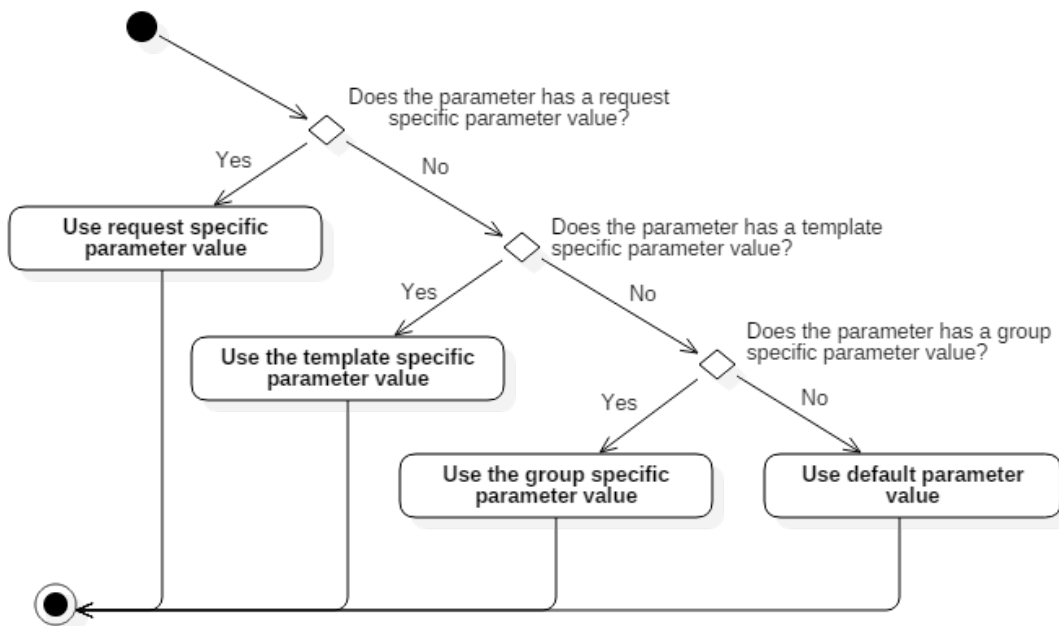 Does the parameter has a request
specific parameter value?
Yes
No
Use request specific
parameter value
Does the parameter has a template
specific parameter value?
Yes
No
Use the template specific
parameter value
Does the parameter has a group
specific parameter value?
Yes
No
Use the group specific
parameter value
Use default parameter
value